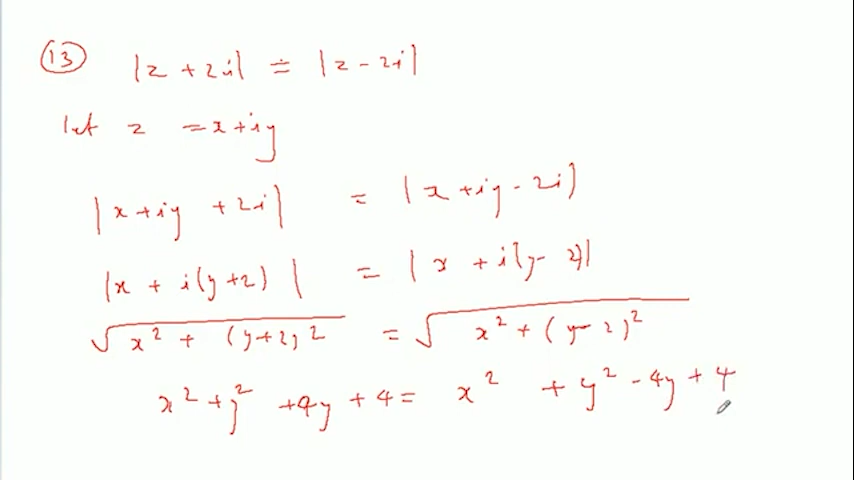 13 |z + 2i| = |z - 2i|
let z = x + iy
|x + iy + 2i| = |x + iy - 2i|
|x + i(y+2)| = |x + i(y - 2)|
√x² + (y+2)² = √x² + (y - 2)²
x² + y² + 4y + 4 = x² + y² - 4y + 4